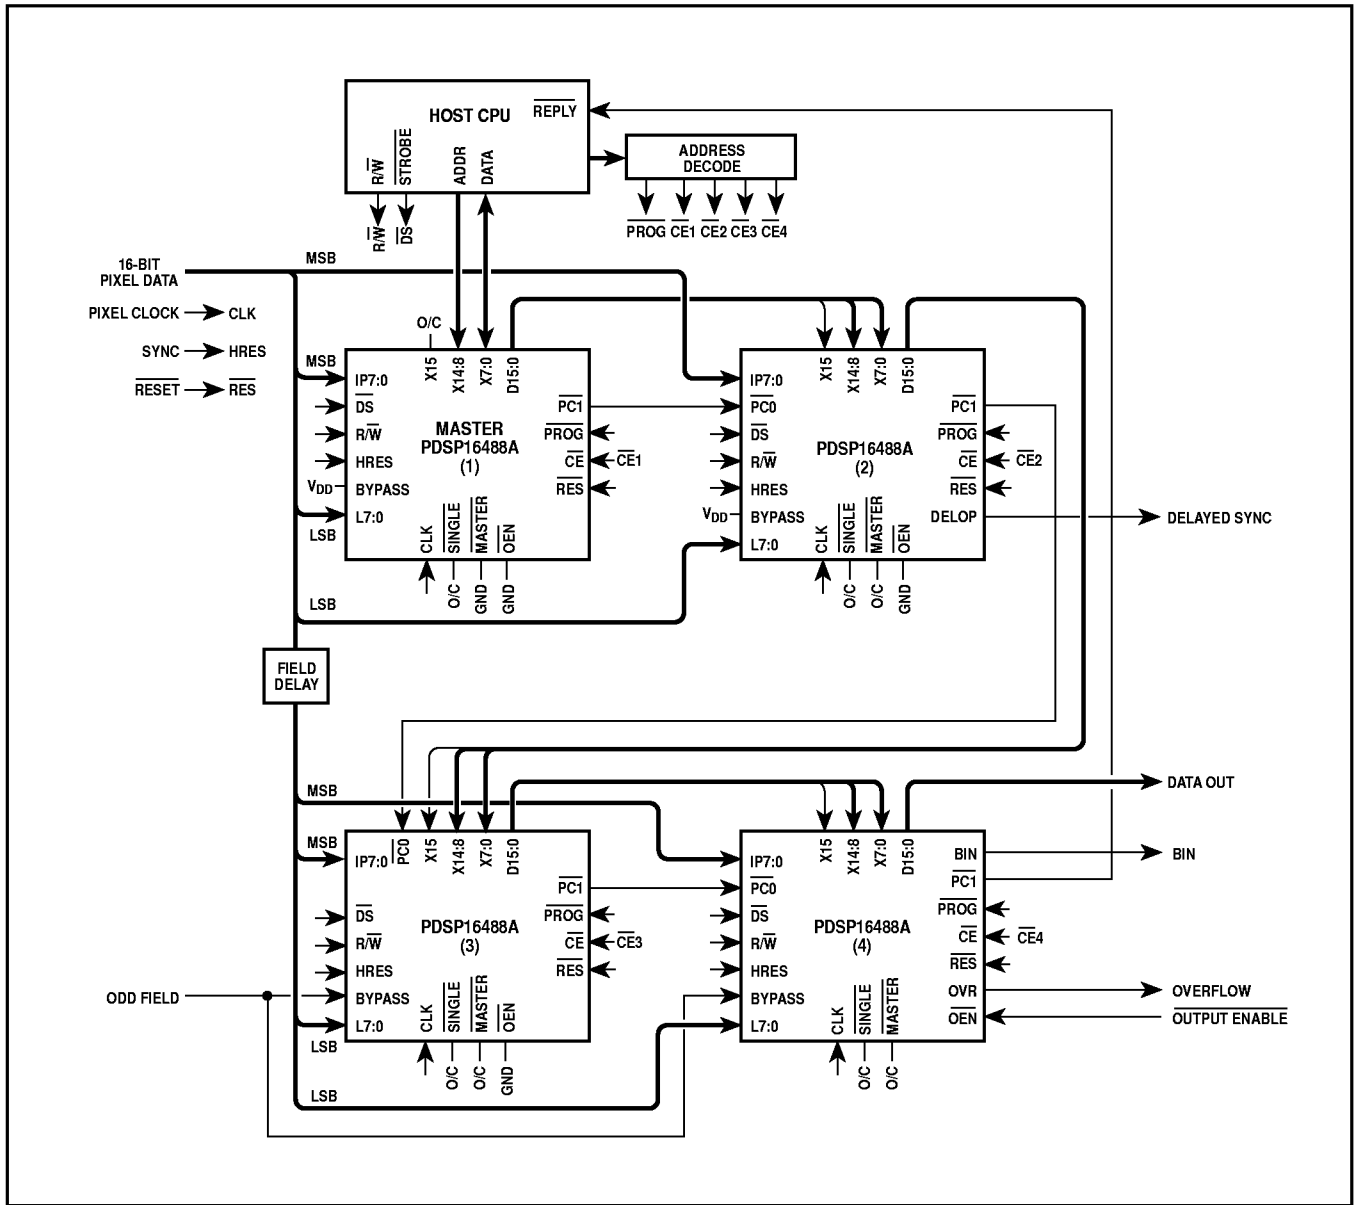 HOST CPU
REPLY
R/W
STROBE
ADDR
DATA
ADDRESS
DECODE
R/W
DS
PROG CE1 CE2 CE3 CE4
16-BIT
PIXEL DATA
MSB
PIXEL CLOCK
CLK
SYNC
HRES
RESET
RES
O/C
MSB
X15
X14:8
X7:0
D15:0
IP7:0
DS
R/W
HRES
VDD
BYPASS
L7:0
LSB
MASTER
PDSP16488A
(1)
PC1
PROG
CE
CE1
RES
CLK
SINGLE
MASTER
OEN
O/C
GND
GND
LSB
X15
X14:8
X7:0
D15:0
IP7:0
PC0
DS
R/W
HRES
VDD
BYPASS
L7:0
PDSP16488A
(2)
PC1
PROG
CE
CE2
RES
DELOP
DELAYED SYNC
CLK
SINGLE
MASTER
OEN
O/C
O/C
GND
FIELD
DELAY
MSB
MSB
PC0
X15
X14:8
X7:0
D15:0
IP7:0
DS
R/W
HRES
ODD FIELD
BYPASS
L7:0
LSB
LSB
PDSP16488A
(3)
PC1
PROG
CE
CE3
RES
CLK
SINGLE
MASTER
OEN
O/C
O/C
GND
X15
X14:8
X7:0
D15:0
DATA OUT
IP7:0
PC0
DS
R/W
HRES
BYPASS
L7:0
PDSP16488A
(4)
BIN
BIN
PC1
PROG
CE
CE4
RES
OVR
OVERFLOW
OEN
OUTPUT ENABLE
CLK
SINGLE
MASTER
O/C
O/C